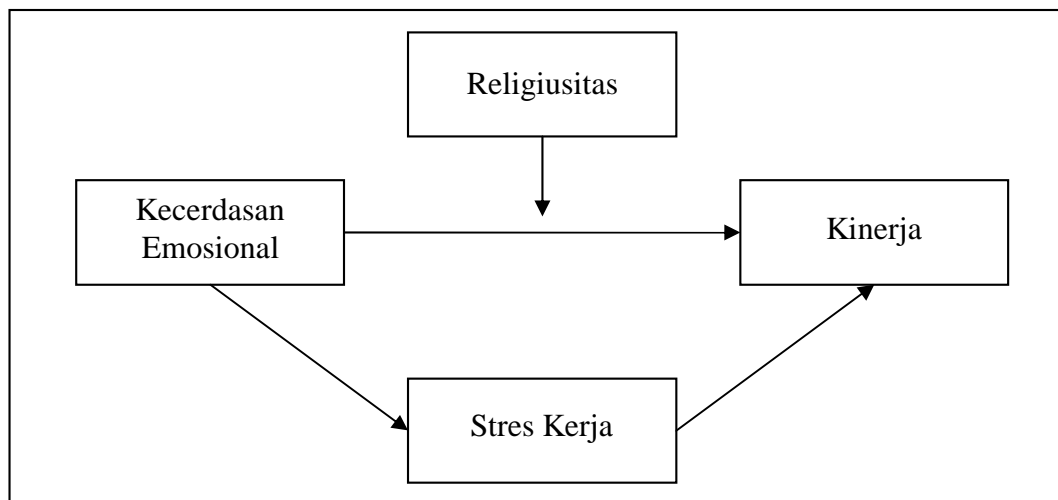 Religiusitas
Kecerdasan
Emosional
Kinerja
Stres Kerja